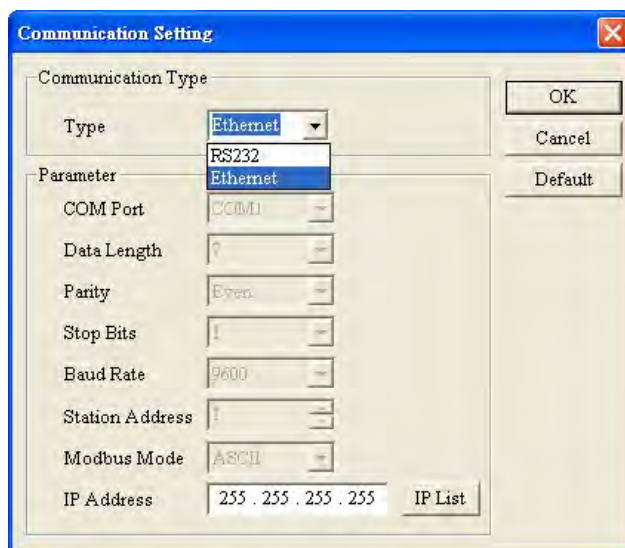 Communication Setting
Communication Type
Type Ethernet
RS232
Ethernet
OK
Cancel
Default
Parameter
COM Port COM1
Data Length 7
Parity Even
Stop Bits 1
Baud Rate 9600
Station Address 1
Modbus Mode ASCII
IP Address 255 . 255 . 255 . 255 IP List